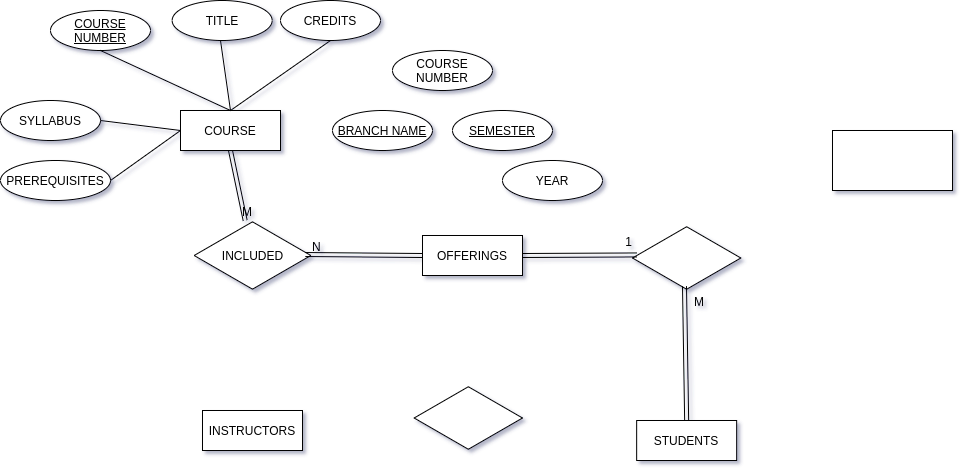 COURSE
NUMBER
TITLE
CREDITS
COURSE
NUMBER
SYLLABUS
COURSE
BRANCH NAME
SEMESTER
PREREQUISITES
YEAR
M
N
1
INCLUDED
OFFERINGS
M
INSTRUCTORS
STUDENTS